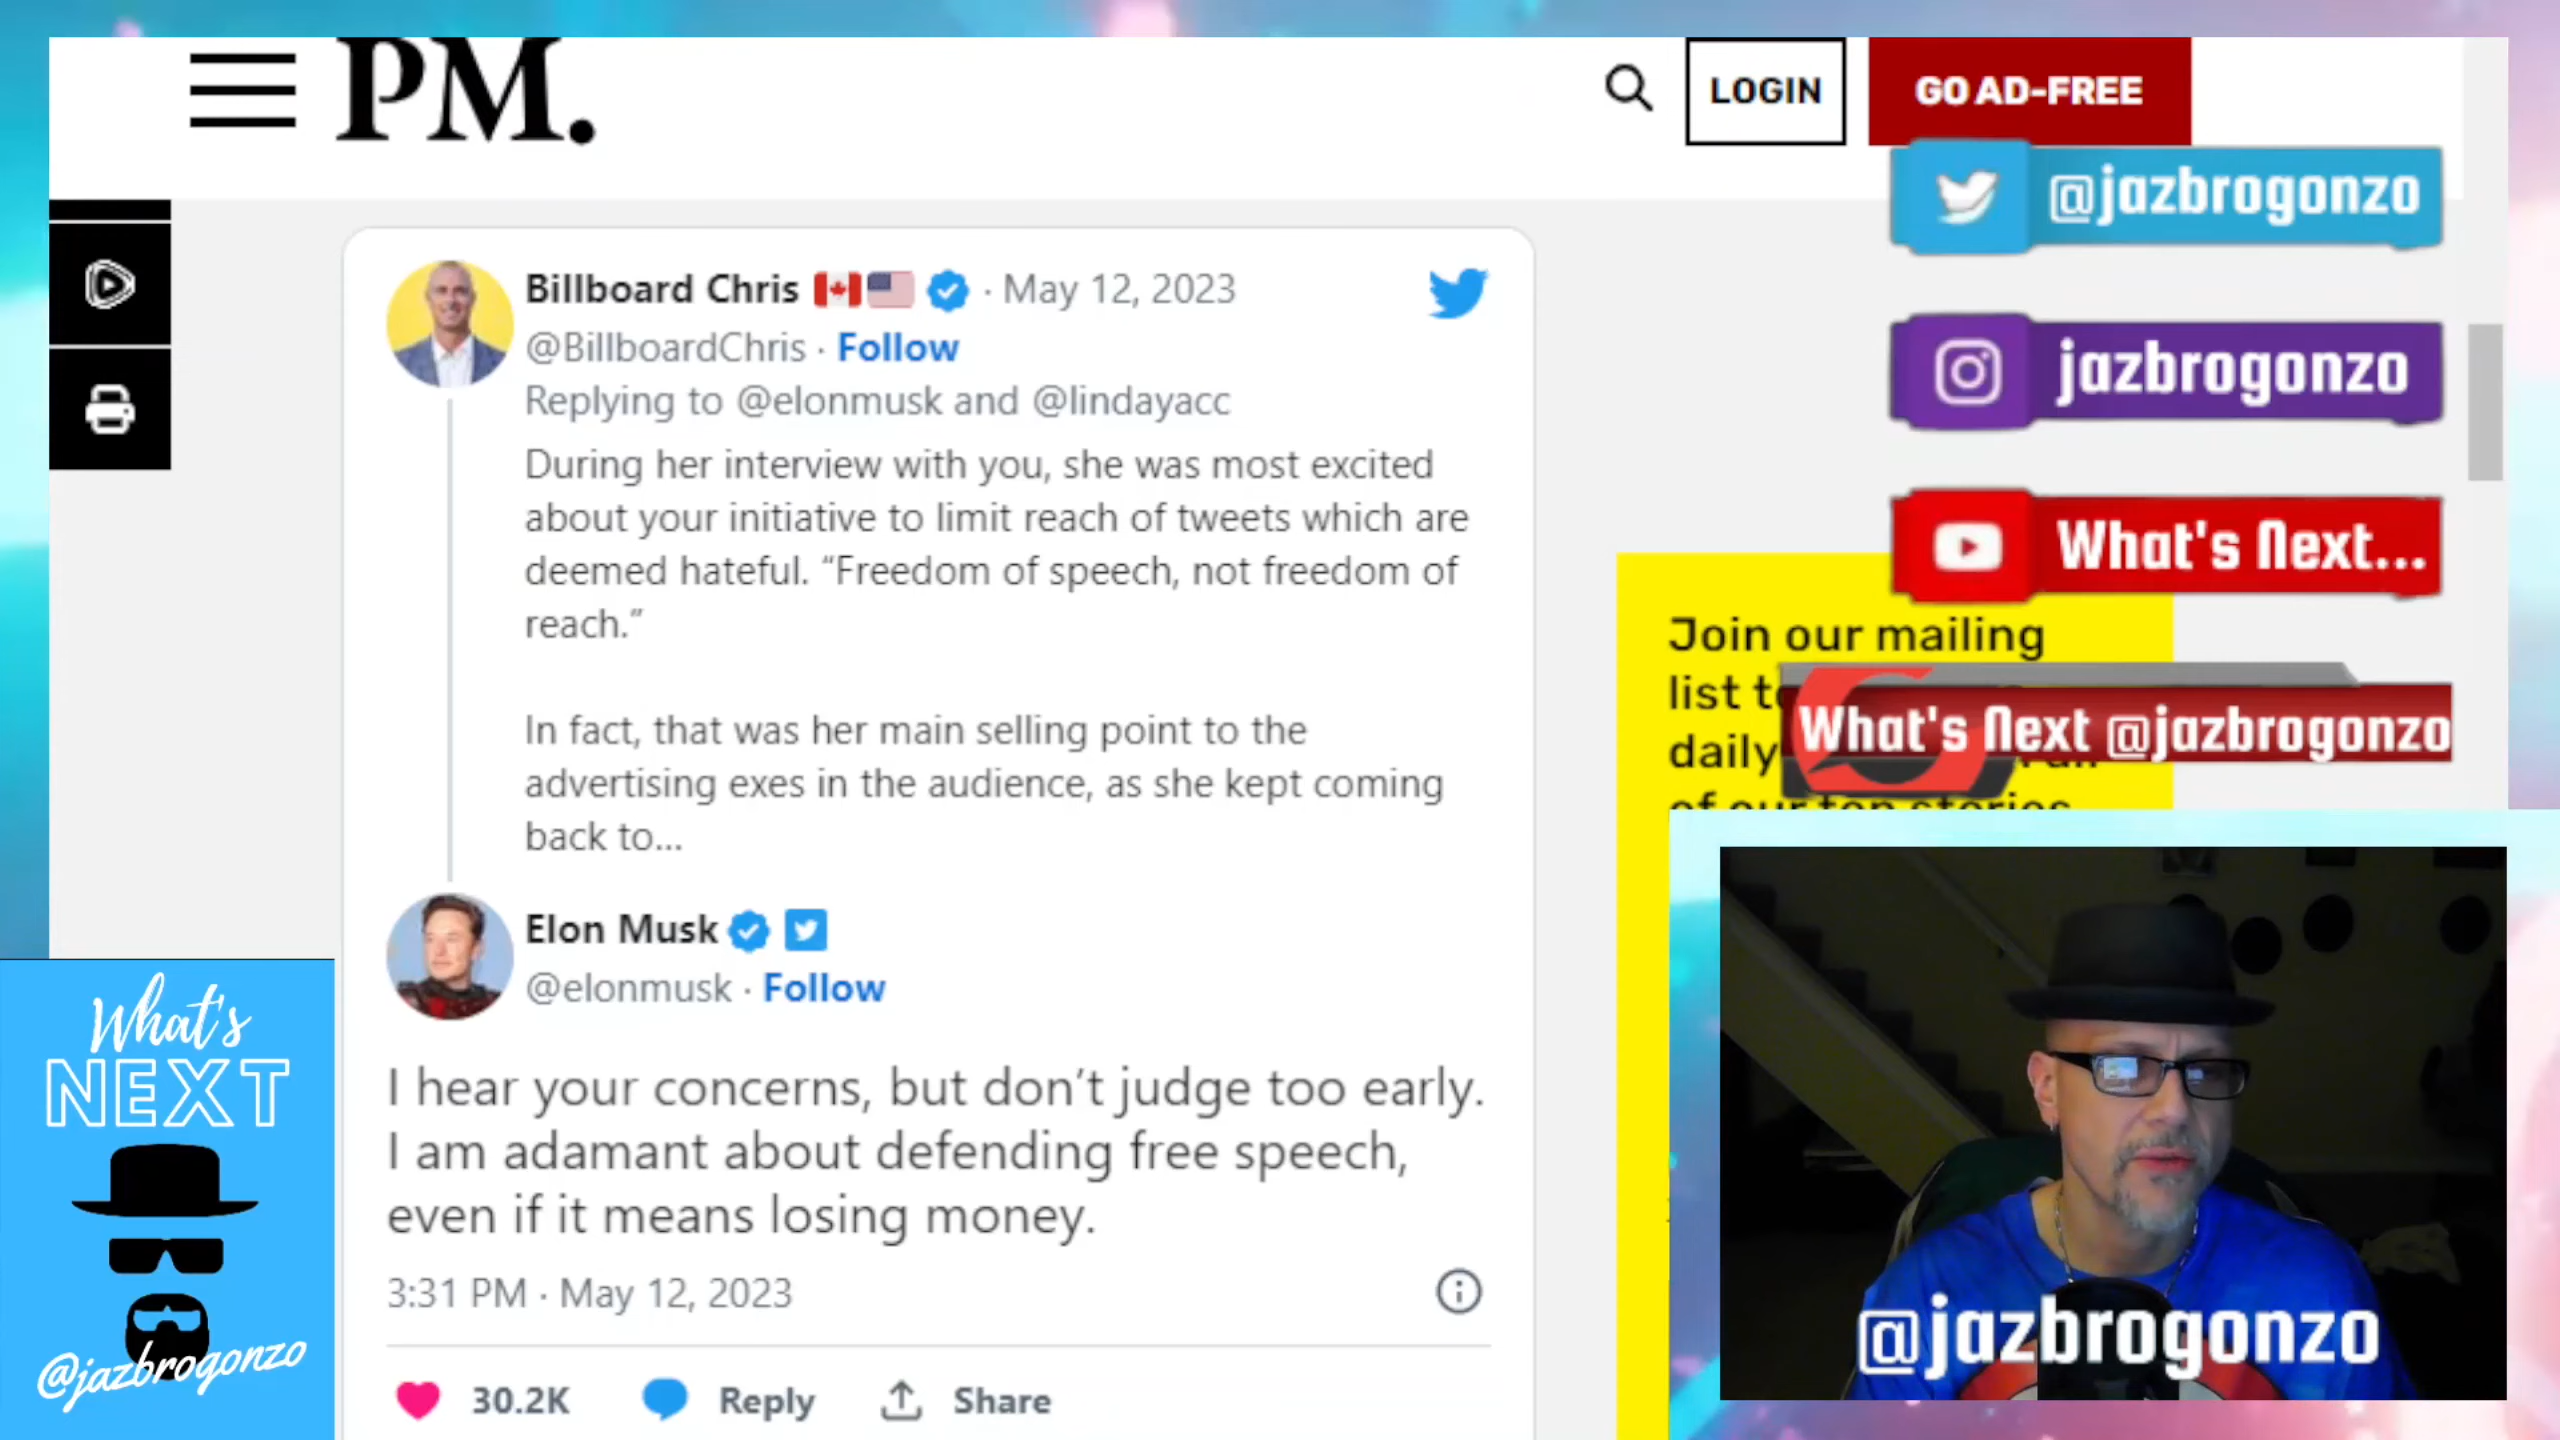 PM.
LOGIN
GO AD-FREE
@jazbrogonzo
jazbrogonzo
What's Next...
Billboard Chris · May 12, 2023
@BillboardChris · Follow
Replying to @elonmusk and @lindayacc
During her interview with you, she was most excited
about your initiative to limit reach of tweets which are
deemed hateful. “Freedom of speech, not freedom of
reach.”
In fact, that was her main selling point to the
advertising exes in the audience, as she kept coming
back to...
Elon Musk
@elonmusk · Follow
I hear your concerns, but don’t judge too early.
I am adamant about defending free speech,
even if it means losing money.
3:31 PM · May 12, 2023
30.2K Reply Share
Join our mailing
list
daily
of our top stories
What's Next @jazbrogonzo
What's
NEXT
@jazbrogonzo
@jazbrogonzo